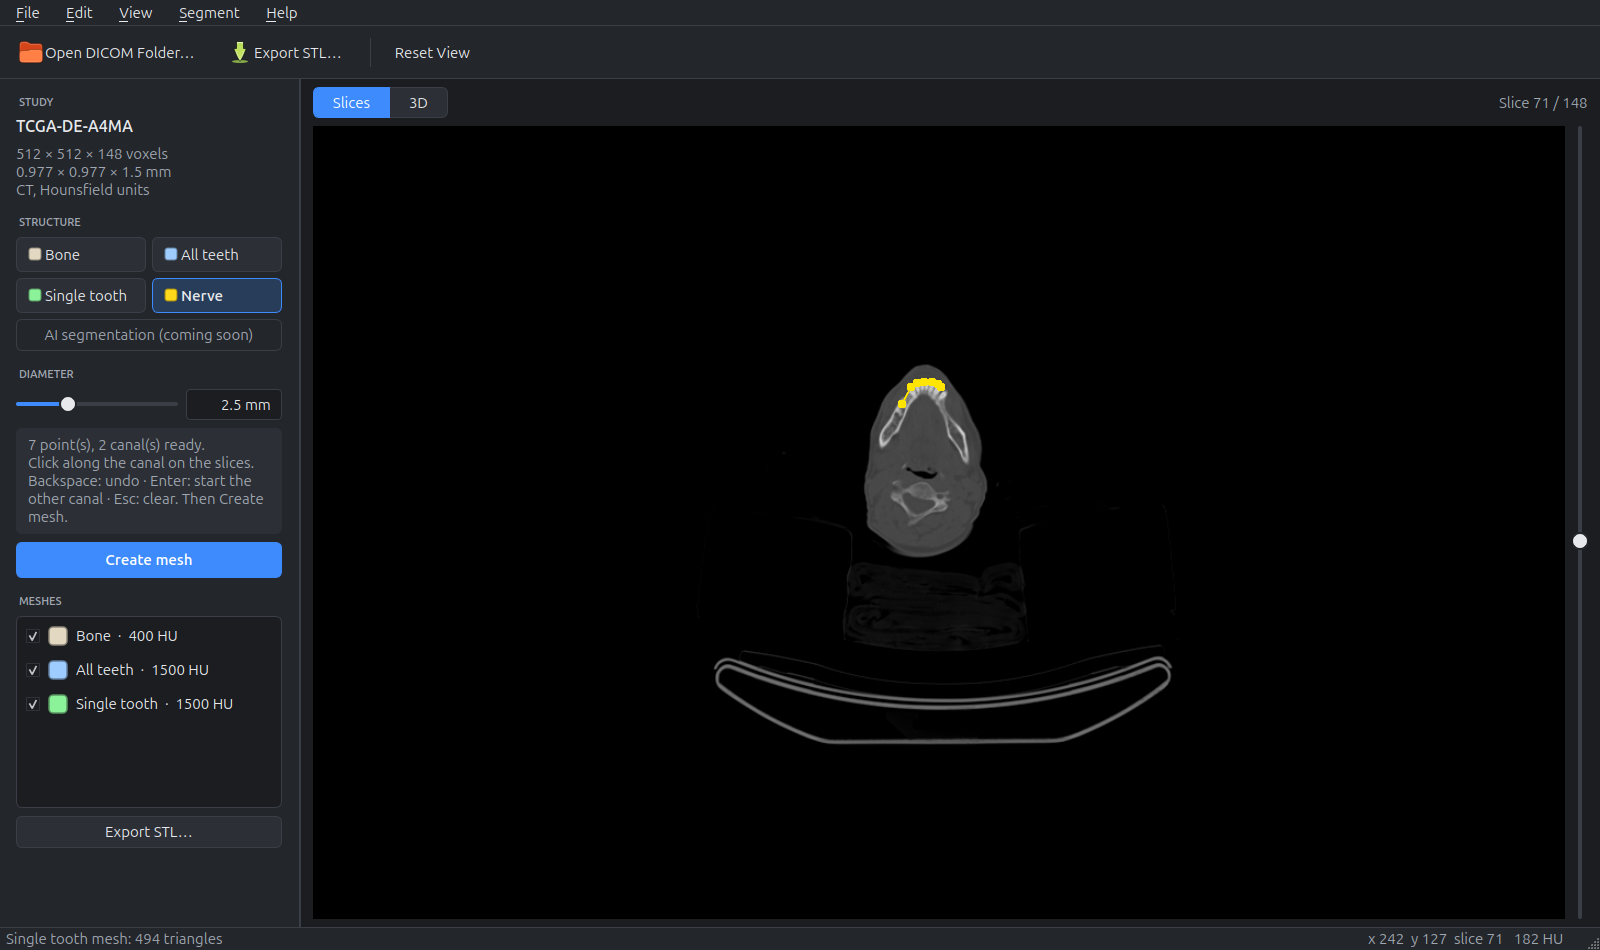 File Edit View Segment Help
Open DICOM Folder... Export STL... Reset View
STUDY
TCGA-DE-A4MA
512 × 512 × 148 voxels
0.977 × 0.977 × 1.5 mm
CT, Hounsfield units
STRUCTURE
Bone All teeth
Single tooth Nerve
AI segmentation (coming soon)
DIAMETER
2.5 mm
7 point(s), 2 canal(s) ready.
Click along the canal on the slices.
Backspace: undo · Enter: start the
other canal · Esc: clear. Then Create
mesh.
Create mesh
MESHES
Bone · 400 HU
All teeth · 1500 HU
Single tooth · 1500 HU
Export STL...
Slices 3D
Slice 71 / 148
Single tooth mesh: 494 triangles
x 242 y 127 slice 71 182 HU